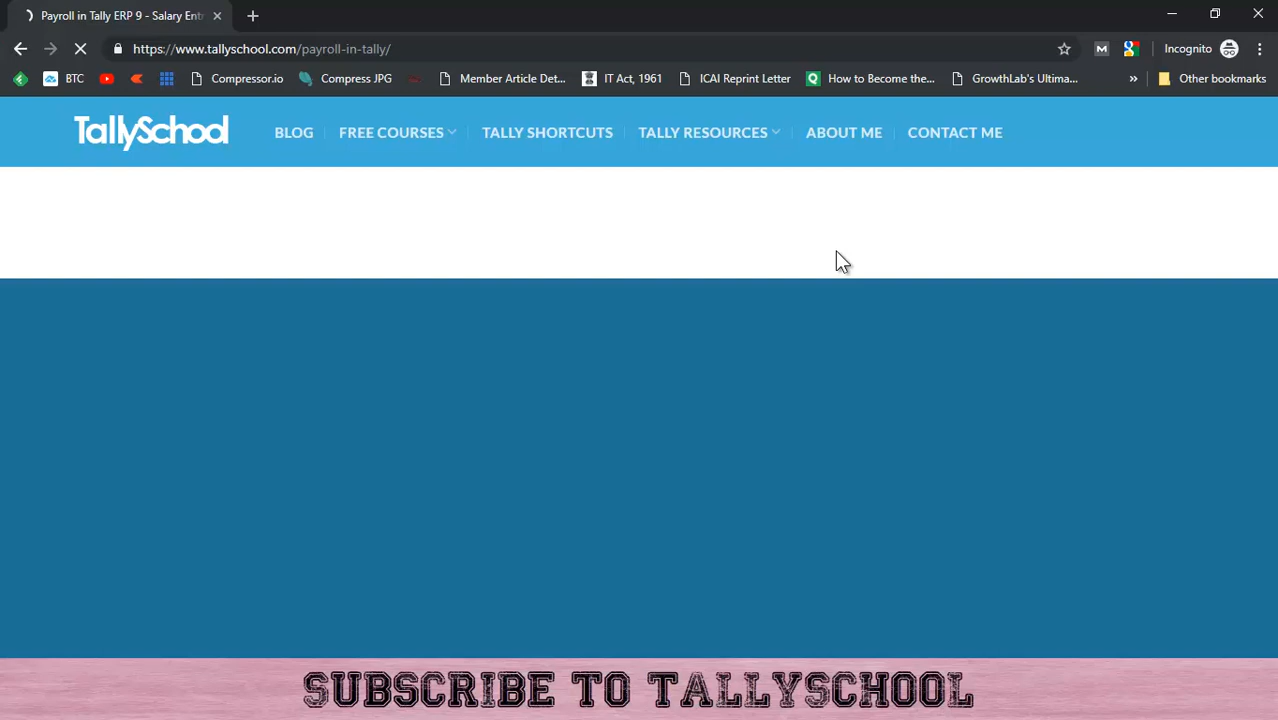 Payroll in Tally ERP 9 - Salary Entr
https://www.tallyschool.com/payroll-in-tally/
Incognito
BTC
Compressor.io
Compress JPG
Member Article Det...
IT Act, 1961
ICAI Reprint Letter
How to Become the...
GrowthLab's Ultima...
»
Other bookmarks
TallySchool
BLOG
FREE COURSES
TALLY SHORTCUTS
TALLY RESOURCES
ABOUT ME
CONTACT ME
SUBSCRIBE TO TALLYSCHOOL